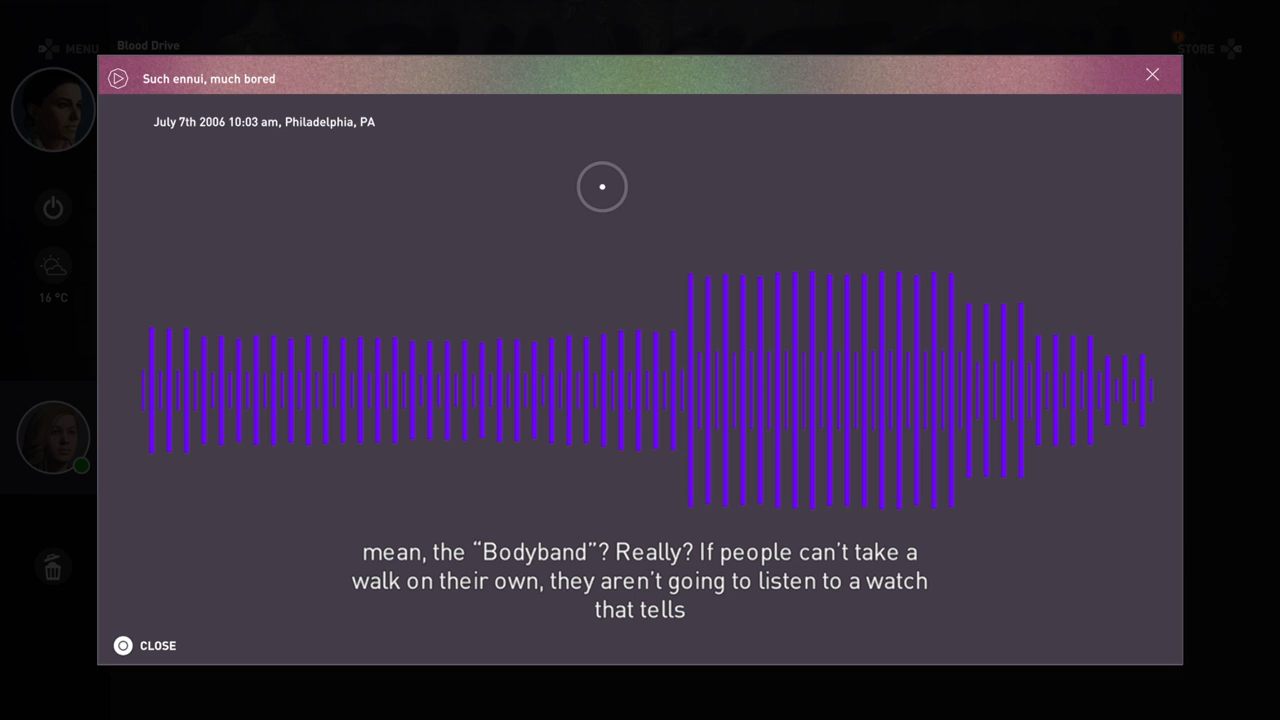 MENU
Blood Drive
STORE
Such ennui, much bored
July 7th 2006 10:03 am, Philadelphia, PA
16 °C
mean, the “Bodyband”? Really? If people can’t take a
walk on their own, they aren’t going to listen to a watch
that tells
CLOSE